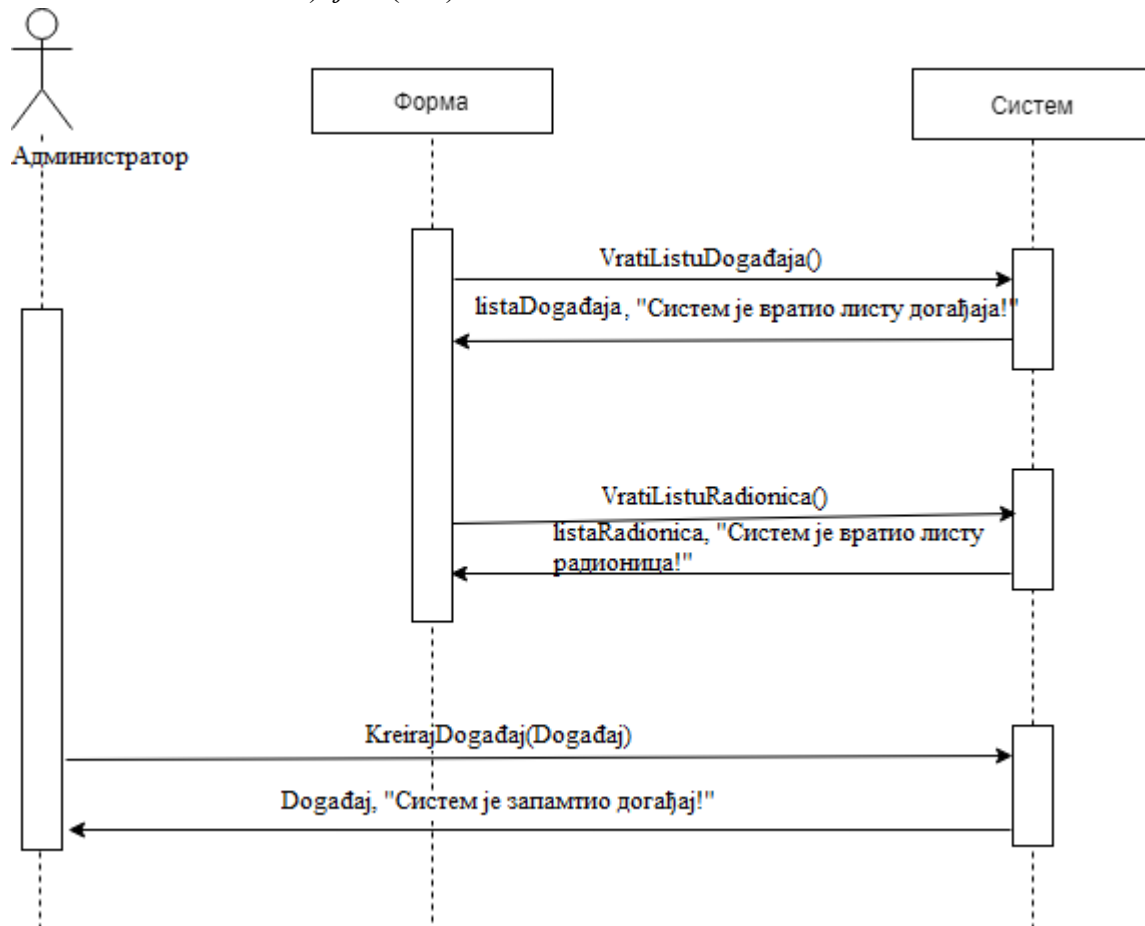 Форма
Систем
Администратор
VratiListuDogađaja()
listaDogađaja, "Систем је вратио листу догађаја!"
VratiListuRadionica()
listaRadionica, "Систем је вратио листу
радионица!"
KreirajDogađaj(Događaj)
Događaj, "Систем је запамтио догађај!"